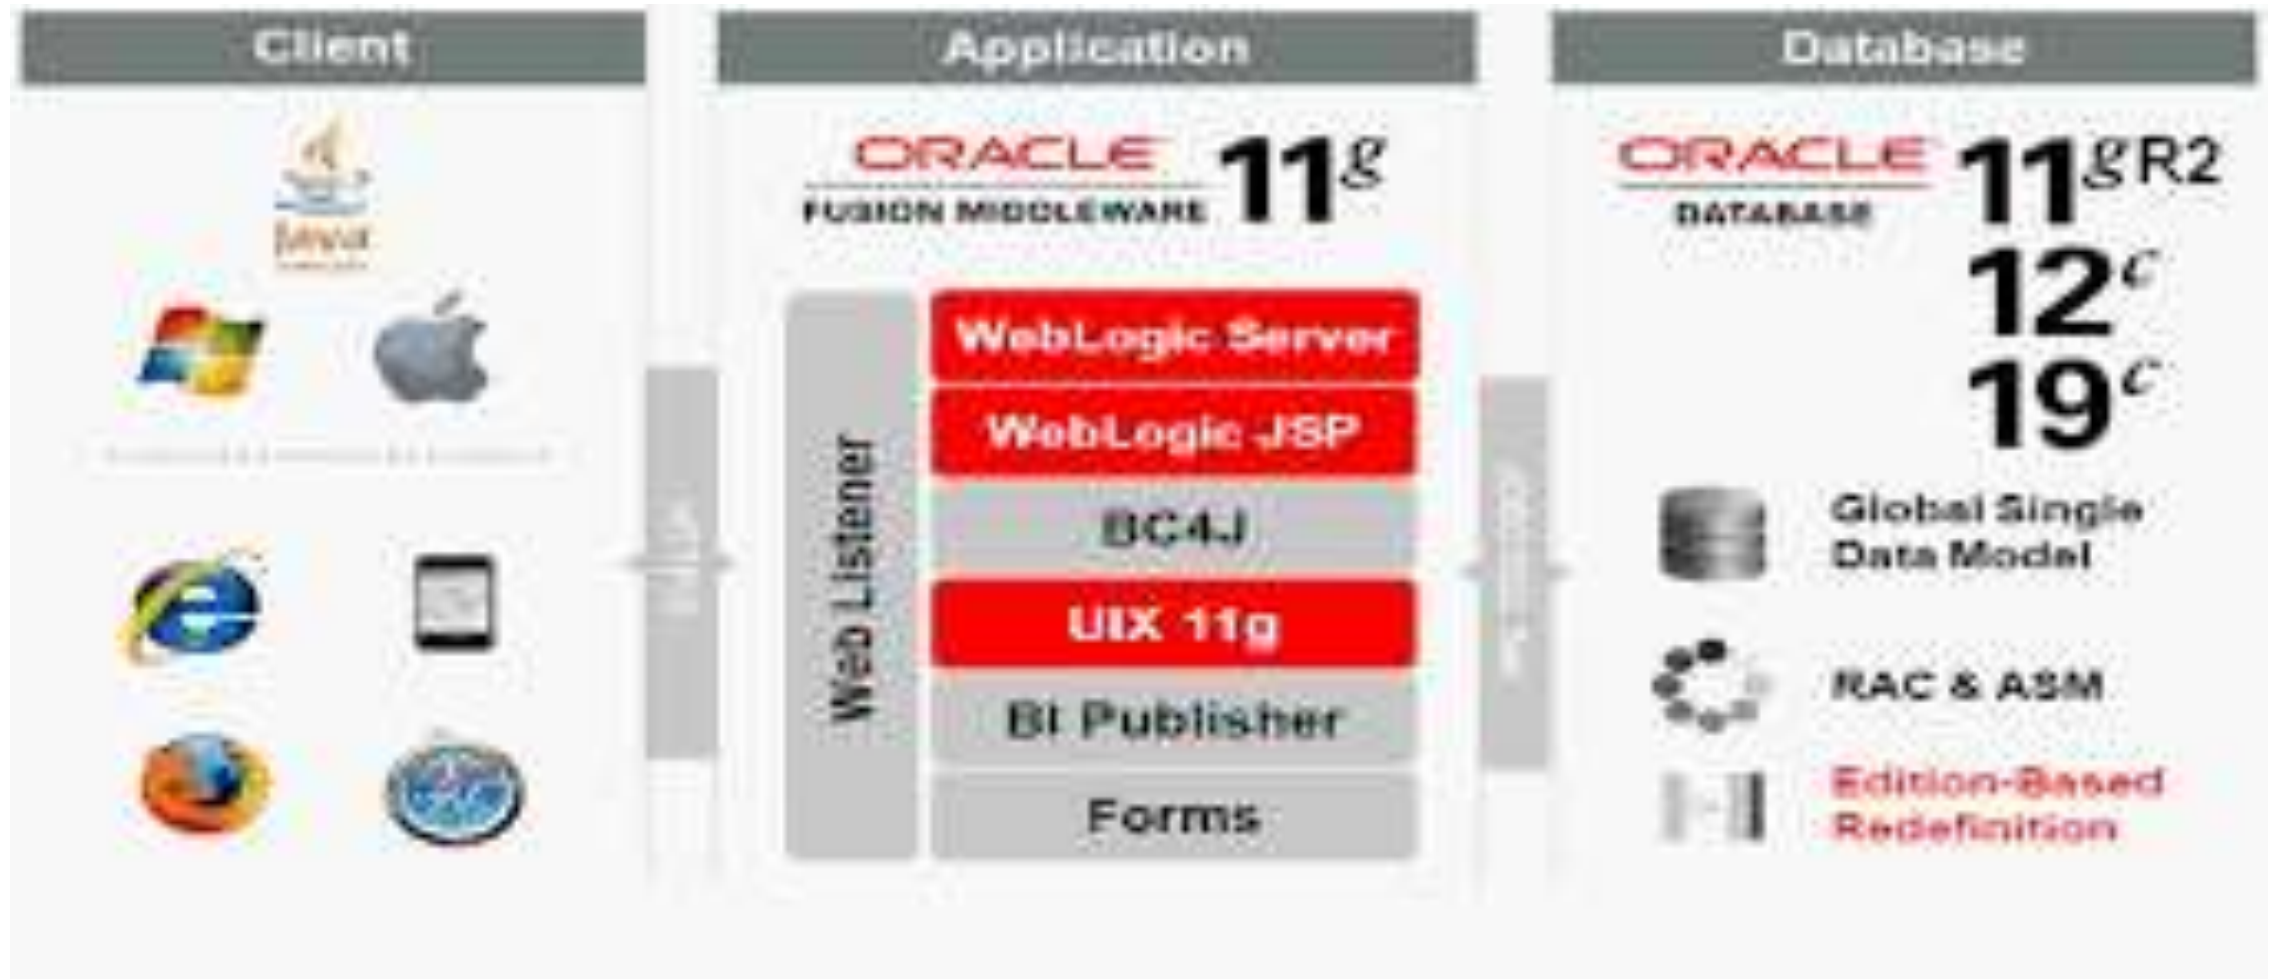 Client
Java
Application
ORACLE
FUSION MIDDLEWARE
11g
Web Listener
WebLogic Server
WebLogic JSP
BC4J
UIX 11g
BI Publisher
Forms
Database
ORACLE
DATABASE
11gR2
12c
19c
Global Single
Data Model
RAC & ASM
Edition-Based
Redefinition